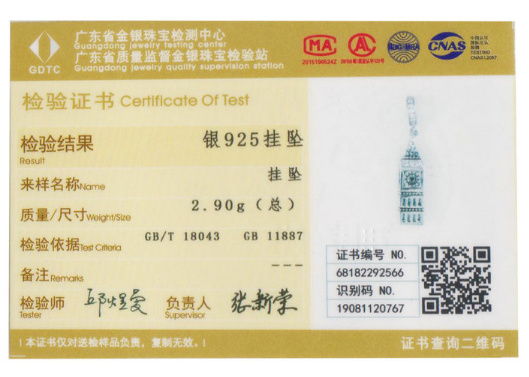 GDTC
广东省金银珠宝检测中心
Guangdong jewelry testing center
广东省质量监督金银珠宝检验站
Guangdong jewelry quality supervision station
MA
AL
ilac-MRA
CNAS
检验证书 Certificate Of Test
检验结果 银925挂坠
Result
来样名称Name 挂坠
质量/尺寸Weight/Size 2.90g(总)
检验依据Test Criteria GB/T 18043 GB 11887
备注Remarks ---
检验师 负责人 张新荣
Tester Supervisor
证书编号 NO.
68182292566
识别码 NO.
19081120767
本证书仅对送检样品负责,复制无效。
证书查询二维码